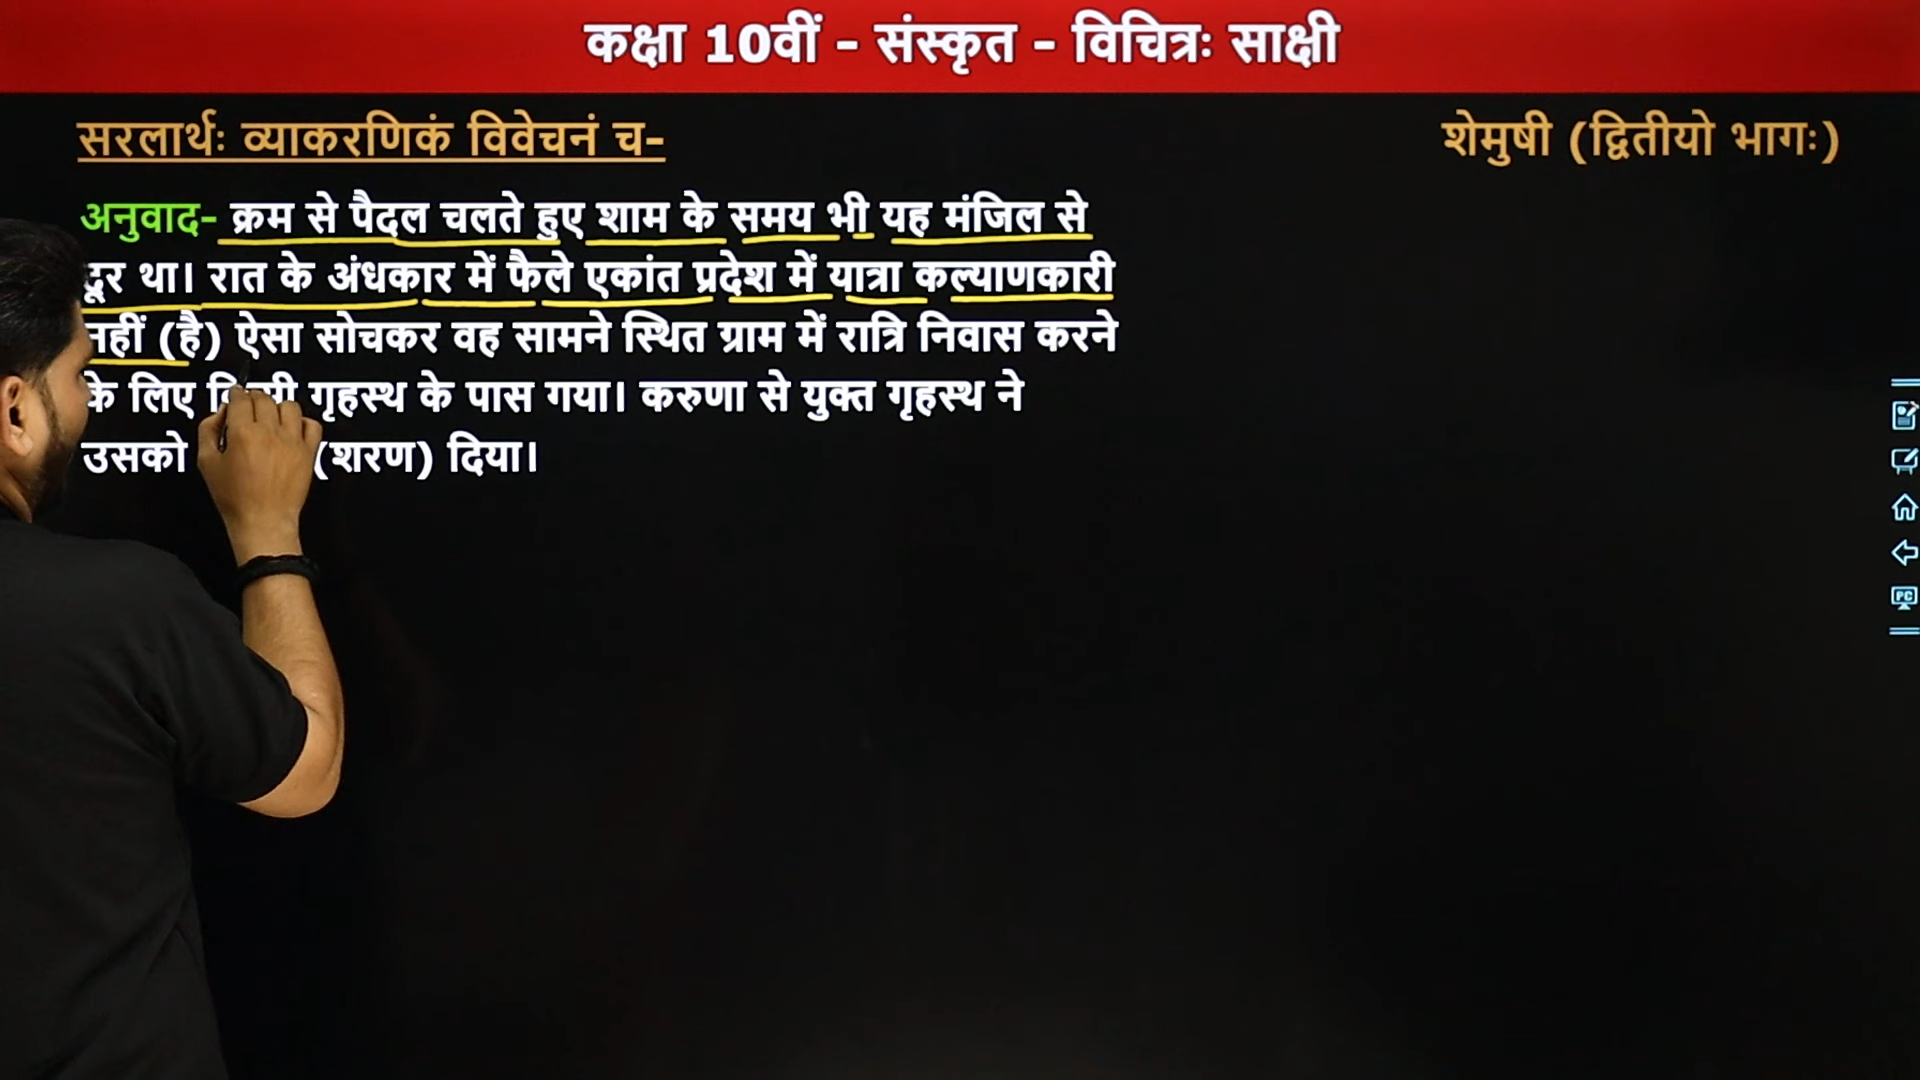 कक्षा 10वीं - संस्कृत - विचित्रः साक्षी
सरलार्थः व्याकरणिकं विवेचनं च-
शेमुषी (द्वितीयो भागः)
अनुवाद- क्रम से पैदल चलते हुए शाम के समय भी यह मंजिल से
दूर था। रात के अंधकार में फैले एकांत प्रदेश में यात्रा कल्याणकारी
नहीं (है) ऐसा सोचकर वह सामने स्थित ग्राम में रात्रि निवास करने
के लिए गृहस्थ के पास गया। करुणा से युक्त गृहस्थ ने
उसको (शरण) दिया।
PC